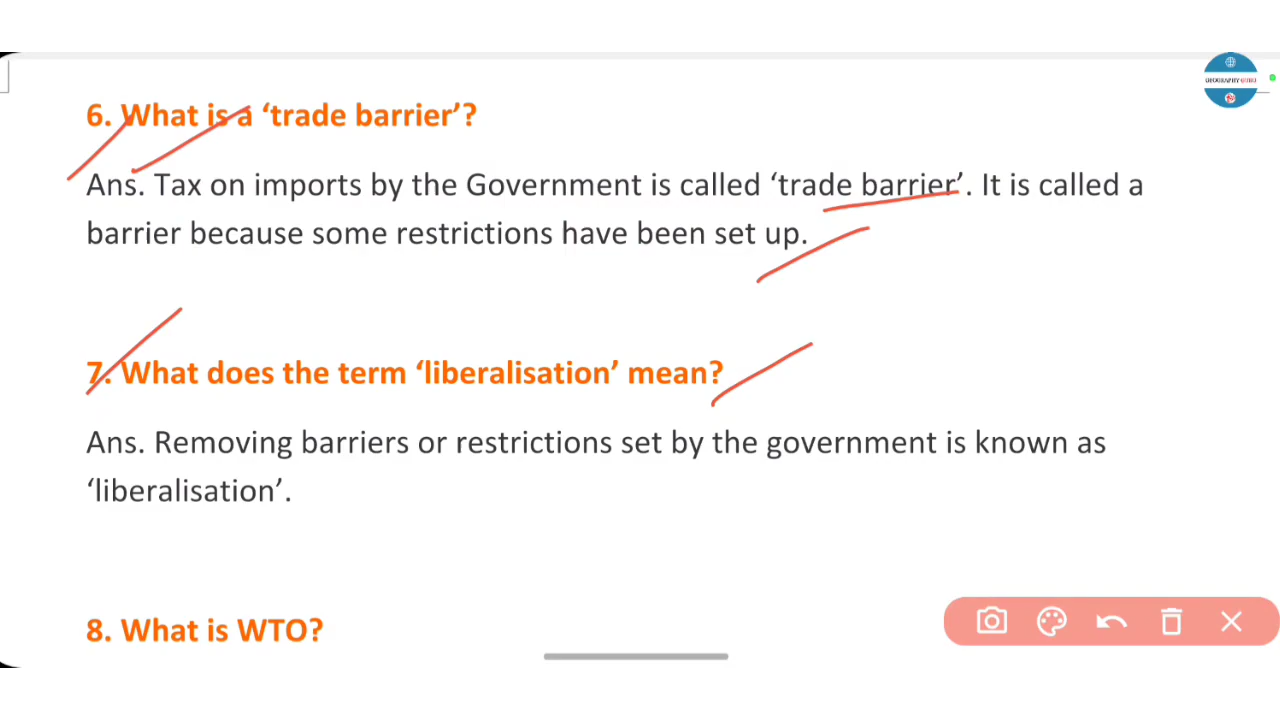 GEOGRAPHY GURU
6. What is a ‘trade barrier’?
Ans. Tax on imports by the Government is called ‘trade barrier’. It is called a
barrier because some restrictions have been set up.
7. What does the term ‘liberalisation’ mean?
Ans. Removing barriers or restrictions set by the government is known as
‘liberalisation’.
8. What is WTO?